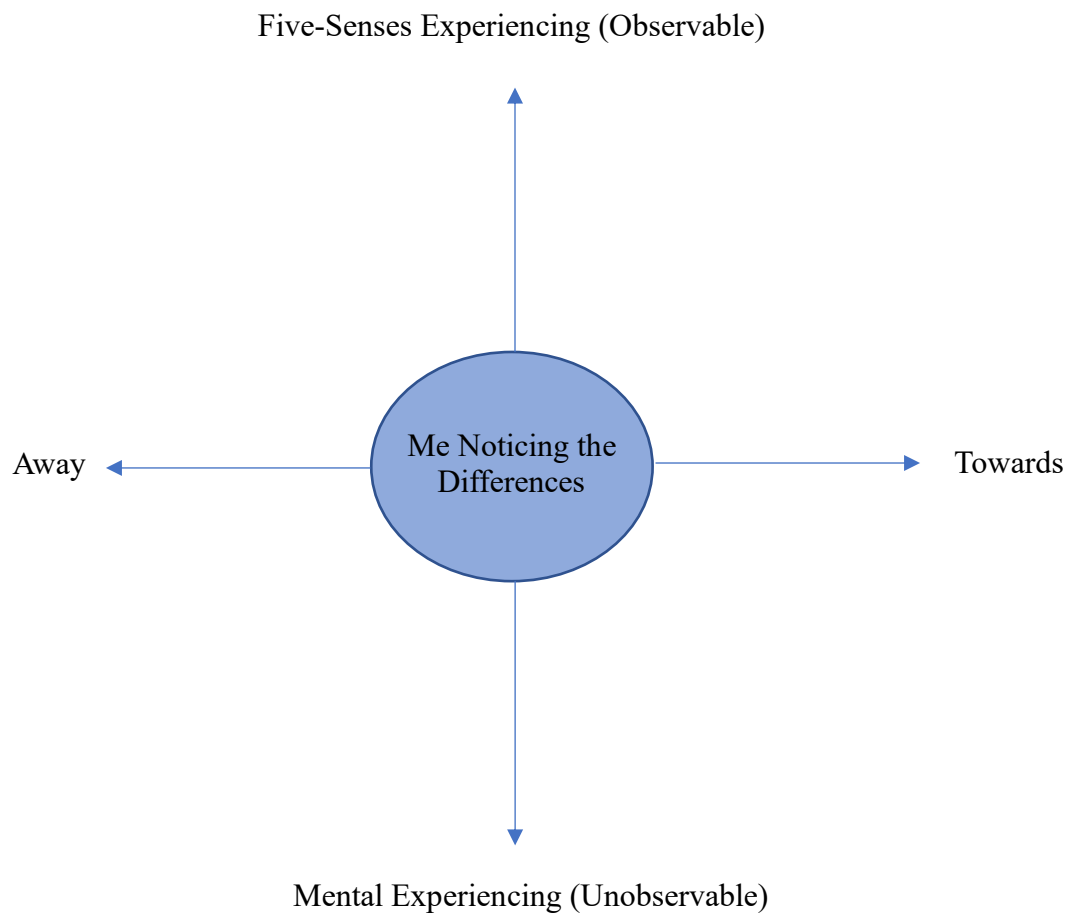 Five-Senses Experiencing (Observable)
Me Noticing the
Differences
Away
Towards
Mental Experiencing (Unobservable)